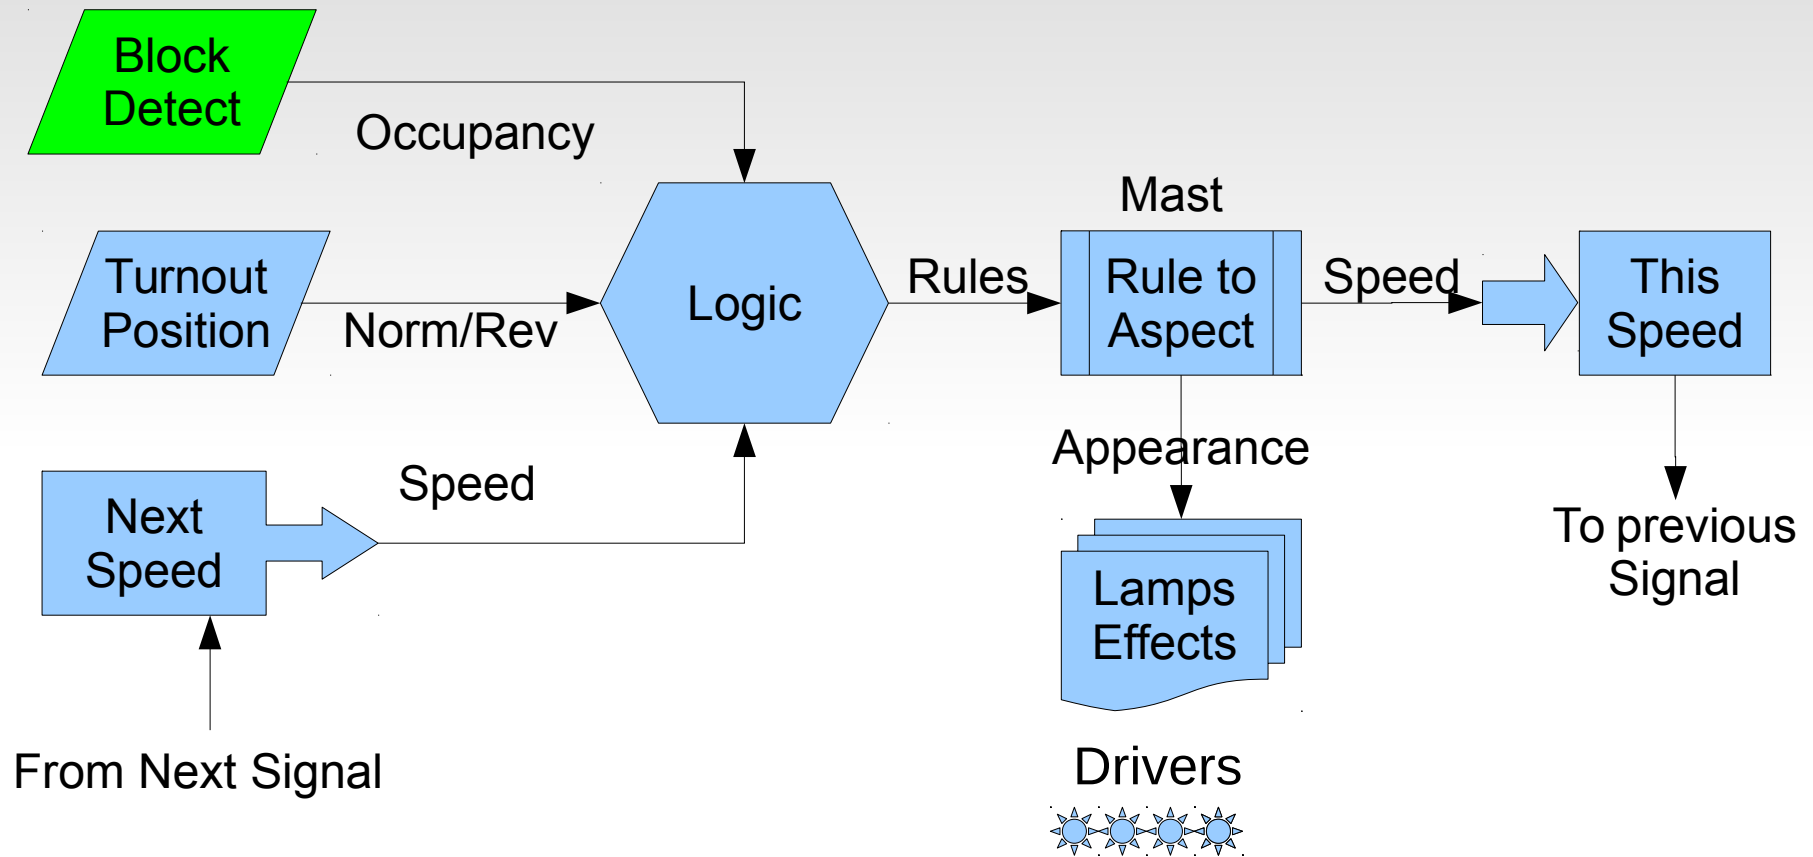 Block
Detect
Occupancy
Turnout
Position
Norm/Rev
Logic
Rules
Mast
Rule to
Aspect
Speed
This
Speed
Next
Speed
Speed
Appearance
Lamps
Effects
To previous
Signal
From Next Signal
Drivers